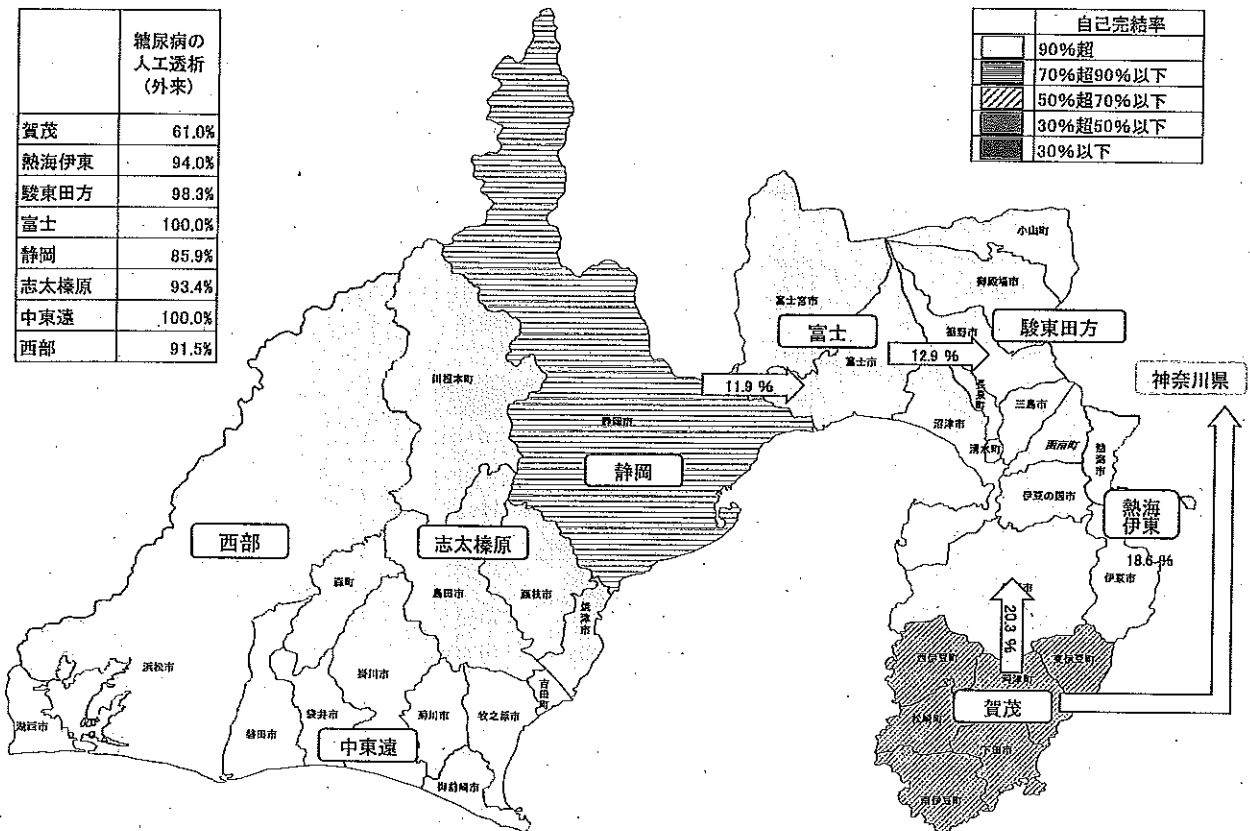 糖尿病の
人工透析
(外来)
賀茂 61.0%
熱海伊東 94.0%
駿東田方 98.3%
富士 100.0%
静岡 85.9%
志太榛原 93.4%
中東遠 100.0%
西部 91.5%
自己完結率
90%超
70%超90%以下
50%超70%以下
30%超50%以下
30%以下
小山町
御殿場市
富士宮市
富士
裾野市
駿東田方
富士市
12.9 %
神奈川県
川根本町
11.9 %
長泉町
三島市
静岡市
沼津市
函南町
熱海市
清水町
静岡
伊豆の国市
熱海
伊東
西部
志太榛原
18.6 %
森町
伊東市
島田市
藤枝市
焼津市
市
20.3 %
浜松市
掛川市
西伊豆町
東伊豆町
河津町
吉田町
湖西市
磐田市
袋井市
菊川市
牧之原市
松崎町
賀茂
中東遠
下田市
御前崎市
南伊豆町